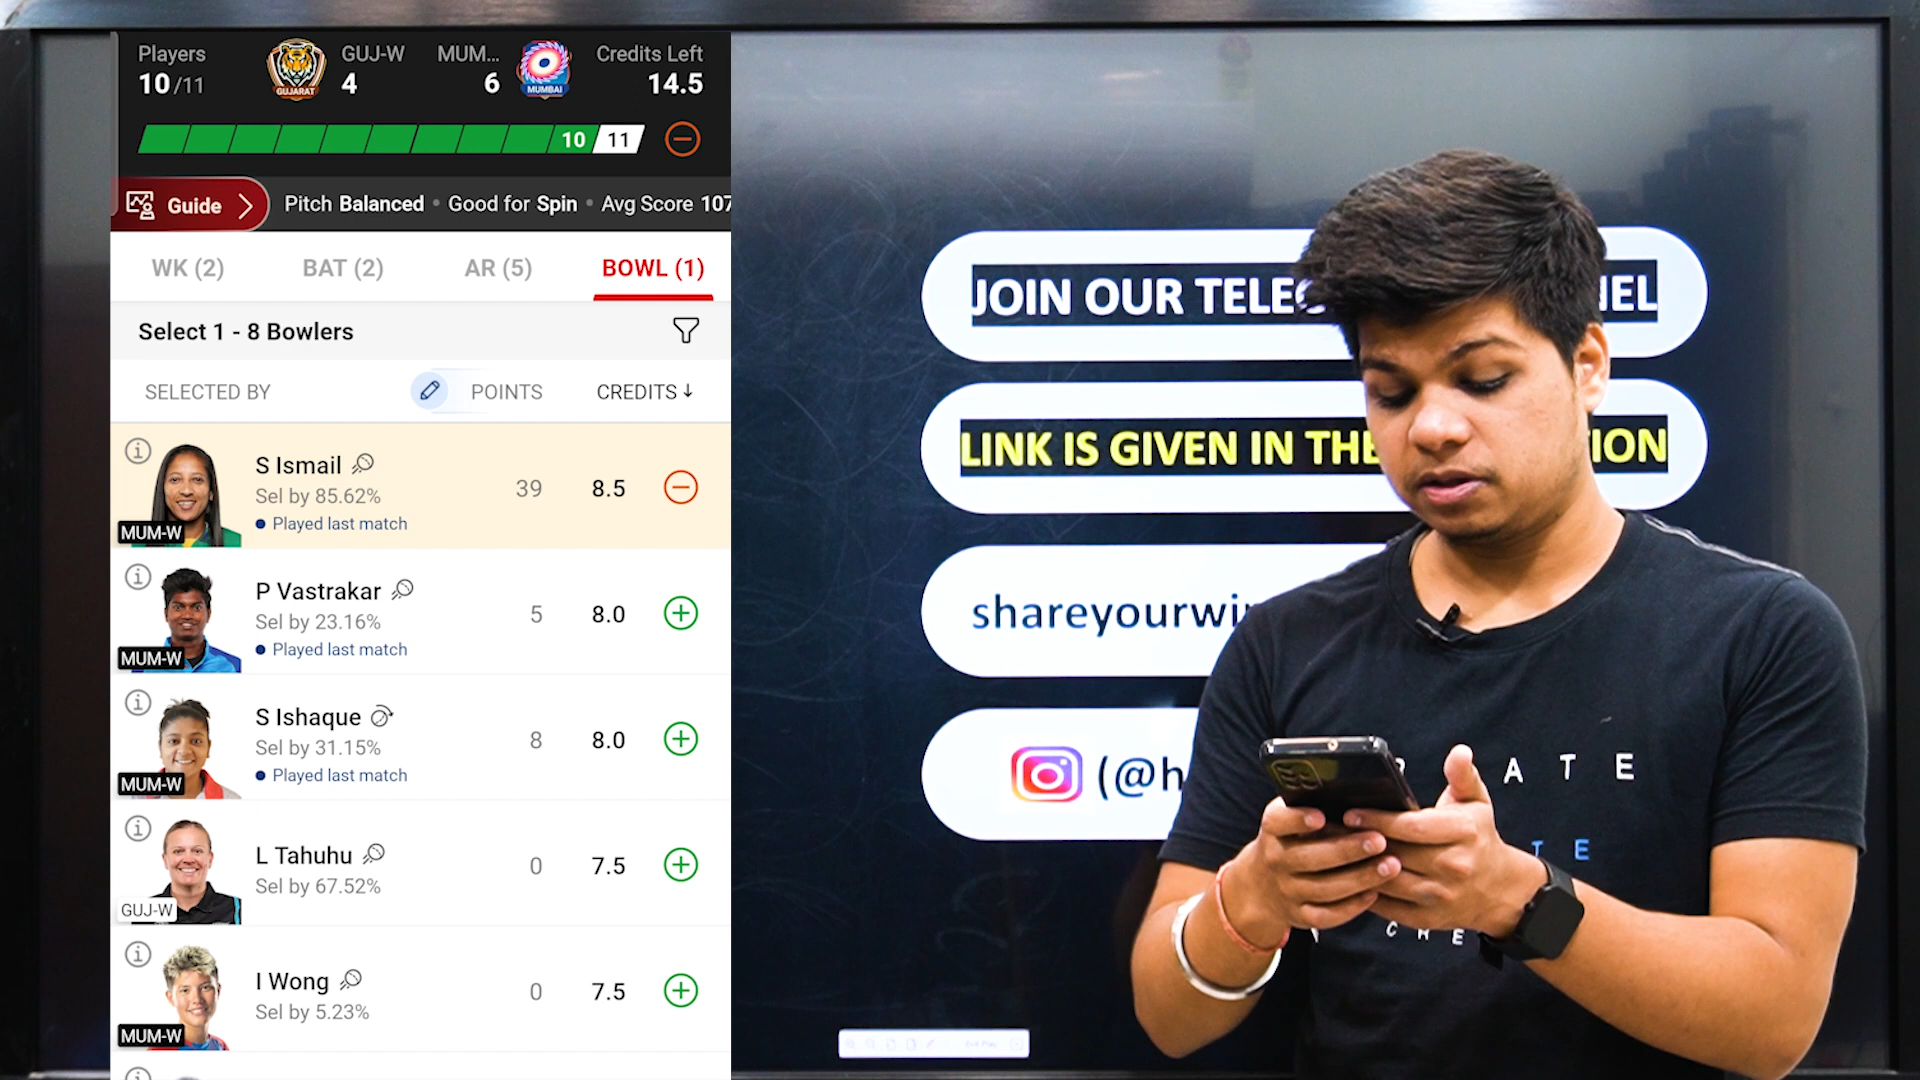 Players
10/11
GUJARAT
GUJ-W
4
MUM...
6
MUMBAI
Credits Left
14.5
10
11
Guide
Pitch Balanced • Good for Spin • Avg Score 107
WK (2)
BAT (2)
AR (5)
BOWL (1)
Select 1 - 8 Bowlers
SELECTED BY
POINTS
CREDITS ↓
S Ismail
Sel by 85.62%
Played last match
MUM-W
39
8.5
P Vastrakar
Sel by 23.16%
Played last match
MUM-W
5
8.0
S Ishaque
Sel by 31.15%
Played last match
MUM-W
8
8.0
L Tahuhu
Sel by 67.52%
GUJ-W
0
7.5
I Wong
Sel by 5.23%
MUM-W
0
7.5
JOIN OUR
LINK IS GIVEN IN THE
(@h
ATE
TE
CRE